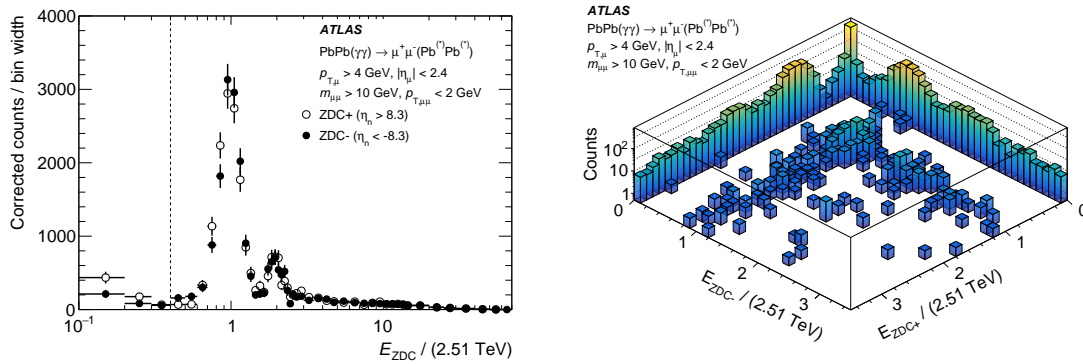 ATLAS
PbPb(γγ) → μ⁺μ⁻(Pb⁽*⁾Pb⁽*⁾)
p_T,μ > 4 GeV, |η_μ| < 2.4
m_μμ > 10 GeV, p_T,μμ < 2 GeV
ZDC+ (η_n > 8.3)
ZDC- (η_n < -8.3)
Corrected counts / bin width
4000
3000
2000
1000
0
10⁻¹
1
10
E_ZDC / (2.51 TeV)
ATLAS
PbPb(γγ) → μ⁺μ⁻(Pb⁽*⁾Pb⁽*⁾)
p_T,μ > 4 GeV, |η_μ| < 2.4
m_μμ > 10 GeV, p_T,μμ < 2 GeV
Counts
10²
10
1
0
1
2
3
E_ZDC- / (2.51 TeV)
0
1
2
3
E_ZDC+ / (2.51 TeV)